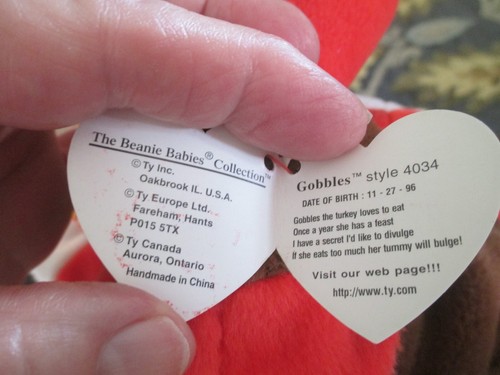 The Beanie Babies® Collection™
©Ty Inc.
Oakbrook IL. U.S.A.
©Ty Europe Ltd.
Fareham, Hants
P015 5TX
©Ty Canada
Aurora, Ontario
Handmade in China
Gobbles™ style 4034
DATE OF BIRTH : 11 - 27 - 96
Gobbles the turkey loves to eat
Once a year she has a feast
I have a secret I'd like to divulge
If she eats too much her tummy will bulge!
Visit our web page!!!
http://www.ty.com